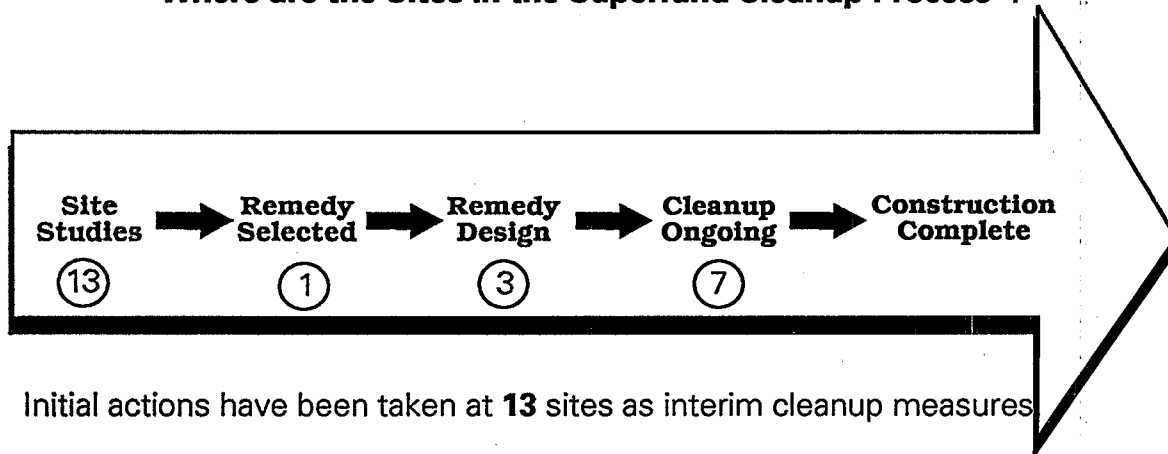 Where are the Sites in the Superfund Cleanup Process
Site Studies
Remedy Selected
Remedy Design
Cleanup Ongoing
Construction Complete
13
1
3
7
Initial actions have been taken at 13 sites as interim cleanup measures